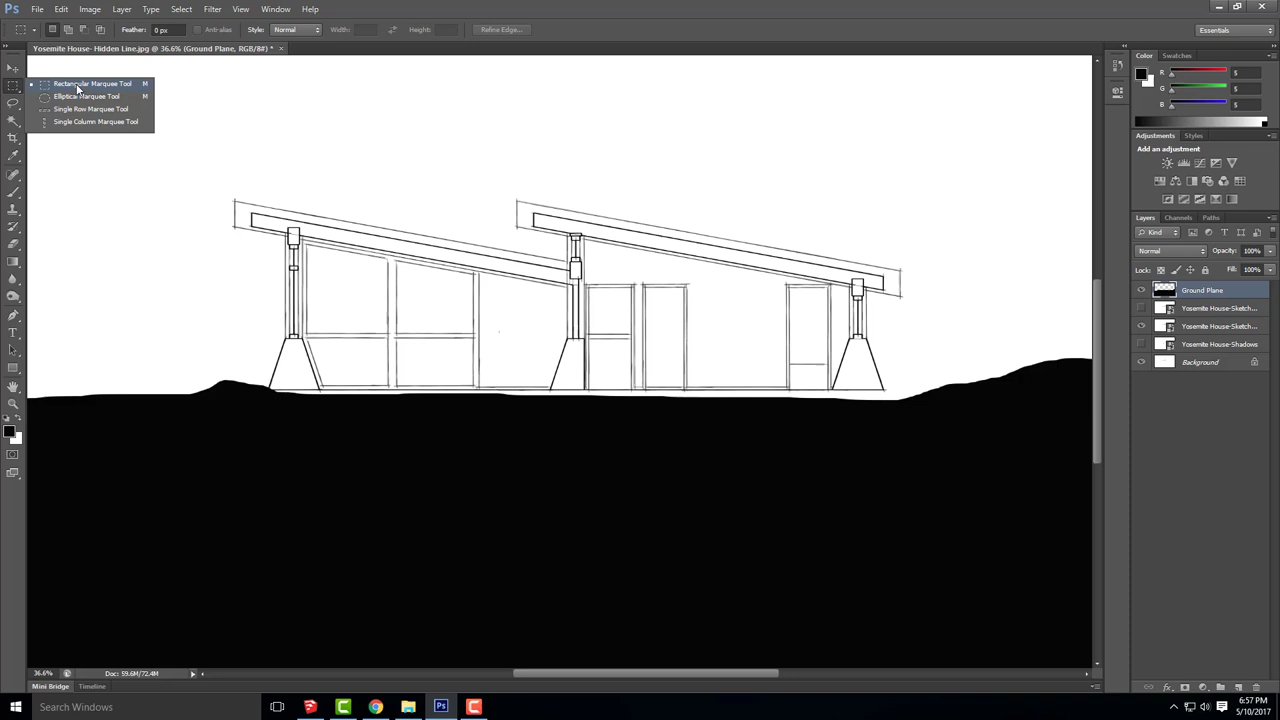 Ps File Edit Image Layer Type Select Filter View Window Help
Feather: 0 px Anti-alias Style: Normal Width: Height: Refine Edge... Essentials
Yosemite House- Hidden Line.jpg @ 36.6% (Ground Plane, RGB/8#) * ×
Rectangular Marquee Tool M
Elliptical Marquee Tool M
Single Row Marquee Tool
Single Column Marquee Tool
Color Swatches
R 5
G 5
B 5
Adjustments Styles
Add an adjustment
Layers Channels Paths
Kind
Normal Opacity: 100%
Lock: Fill: 100%
Ground Plane
Yosemite House-Sketch...
Yosemite House-Sketch...
Yosemite House-Shadows
Background
36.6% Doc: 59.6M/72.4M
Mini Bridge Timeline
Search Windows
6:57 PM
5/10/2017